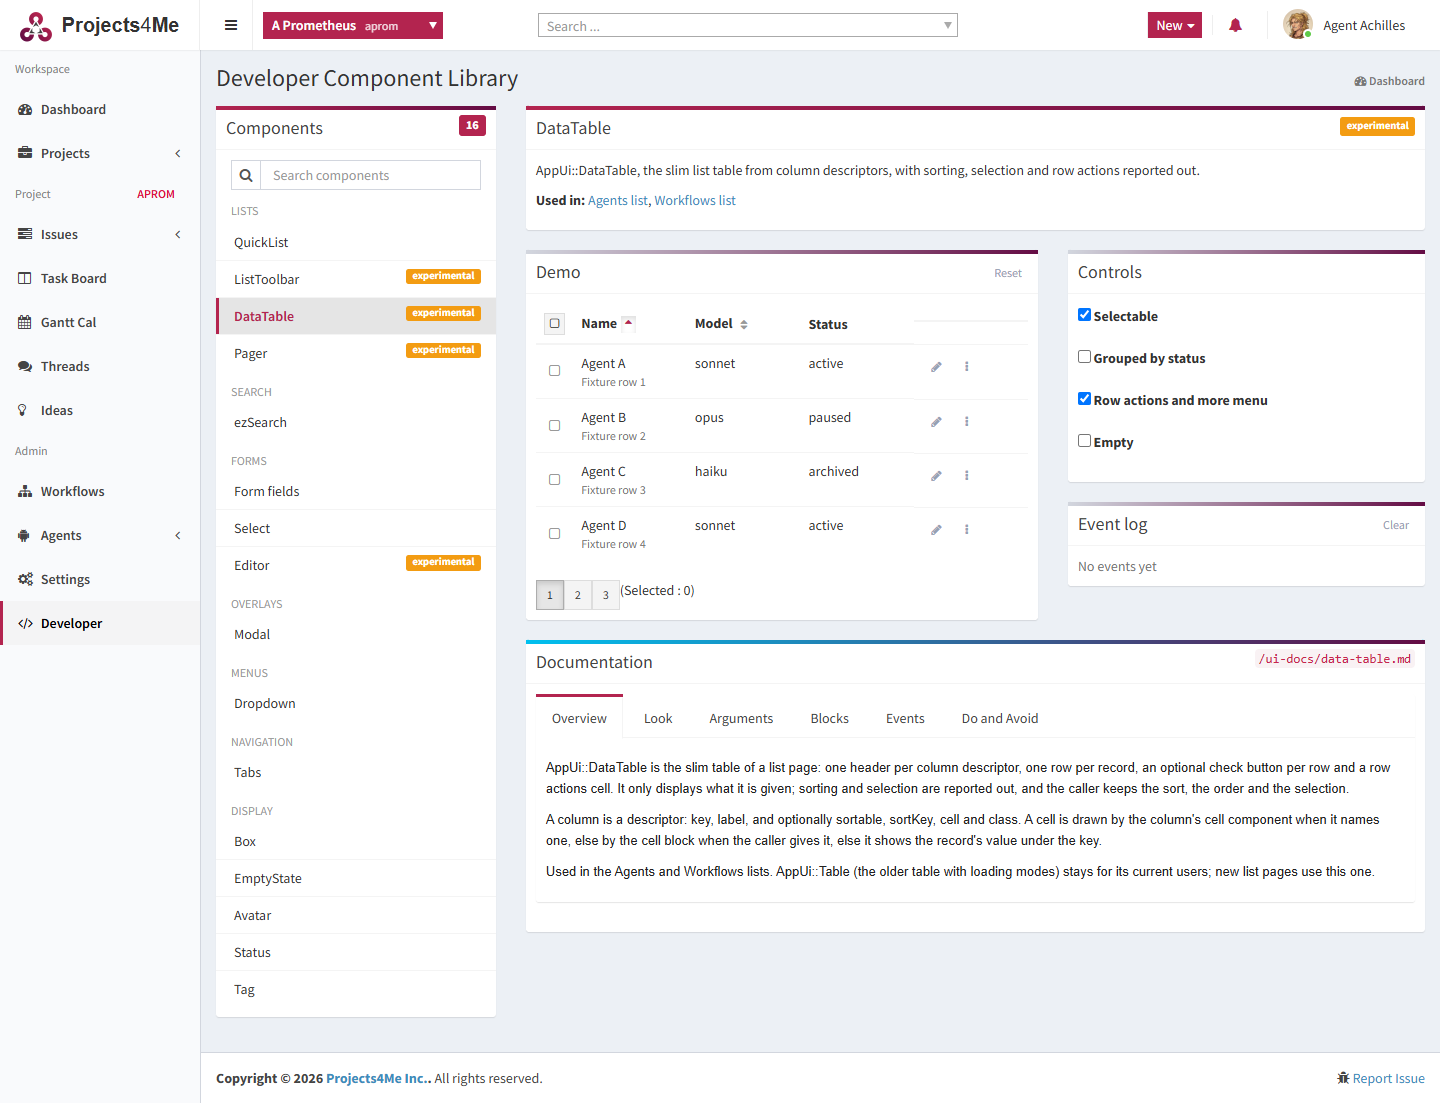 Projects4Me
A Prometheus aprom
Search ...
New
Agent Achilles
Workspace
Dashboard
Projects
Project APROM
Issues
Task Board
Gantt Cal
Threads
Ideas
Admin
Workflows
Agents
Settings
Developer
Developer Component Library
Dashboard
Components 16
Search components
LISTS
QuickList
ListToolbar experimental
DataTable experimental
Pager experimental
SEARCH
ezSearch
FORMS
Form fields
Select
Editor experimental
OVERLAYS
Modal
MENUS
Dropdown
NAVIGATION
Tabs
DISPLAY
Box
EmptyState
Avatar
Status
Tag
DataTable experimental
AppUi::DataTable, the slim list table from column descriptors, with sorting, selection and row actions reported out.
Used in: Agents list, Workflows list
Demo Reset
Name Model Status
Agent A sonnet active
Fixture row 1
Agent B opus paused
Fixture row 2
Agent C haiku archived
Fixture row 3
Agent D sonnet active
Fixture row 4
1 2 3 (Selected : 0)
Controls
Selectable
Grouped by status
Row actions and more menu
Empty
Event log Clear
No events yet
Documentation /ui-docs/data-table.md
Overview Look Arguments Blocks Events Do and Avoid
AppUi::DataTable is the slim table of a list page: one header per column descriptor, one row per record, an optional check button per row and a row
actions cell. It only displays what it is given; sorting and selection are reported out, and the caller keeps the sort, the order and the selection.
A column is a descriptor: key, label, and optionally sortable, sortKey, cell and class. A cell is drawn by the column's cell component when it names
one, else by the cell block when the caller gives it, else it shows the record's value under the key.
Used in the Agents and Workflows lists. AppUi::Table (the older table with loading modes) stays for its current users; new list pages use this one.
Copyright © 2026 Projects4Me Inc.. All rights reserved.
Report Issue